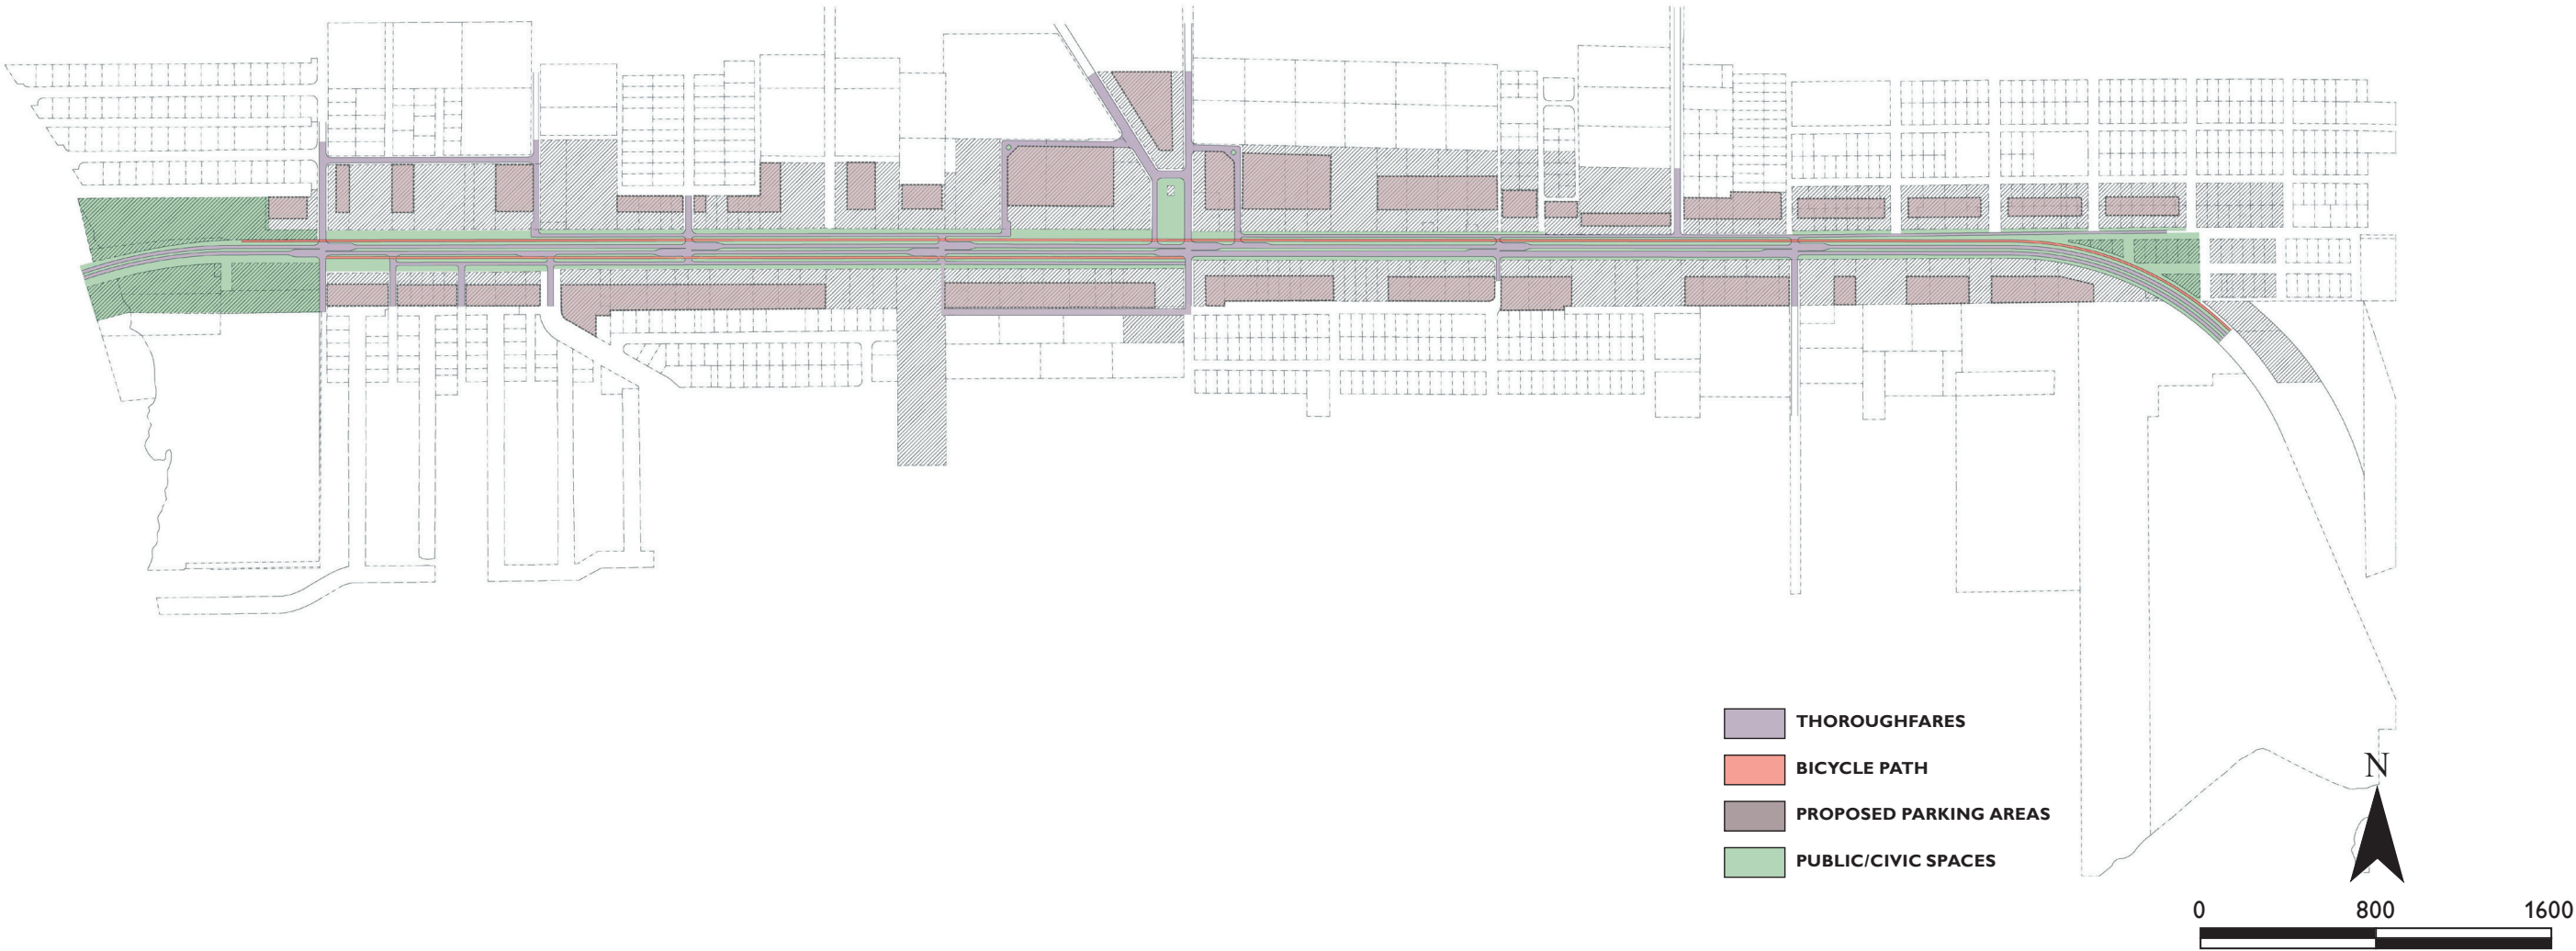 THOROUGHFARES
BICYCLE PATH
PROPOSED PARKING AREAS
PUBLIC/CIVIC SPACES
N
0 800 1600